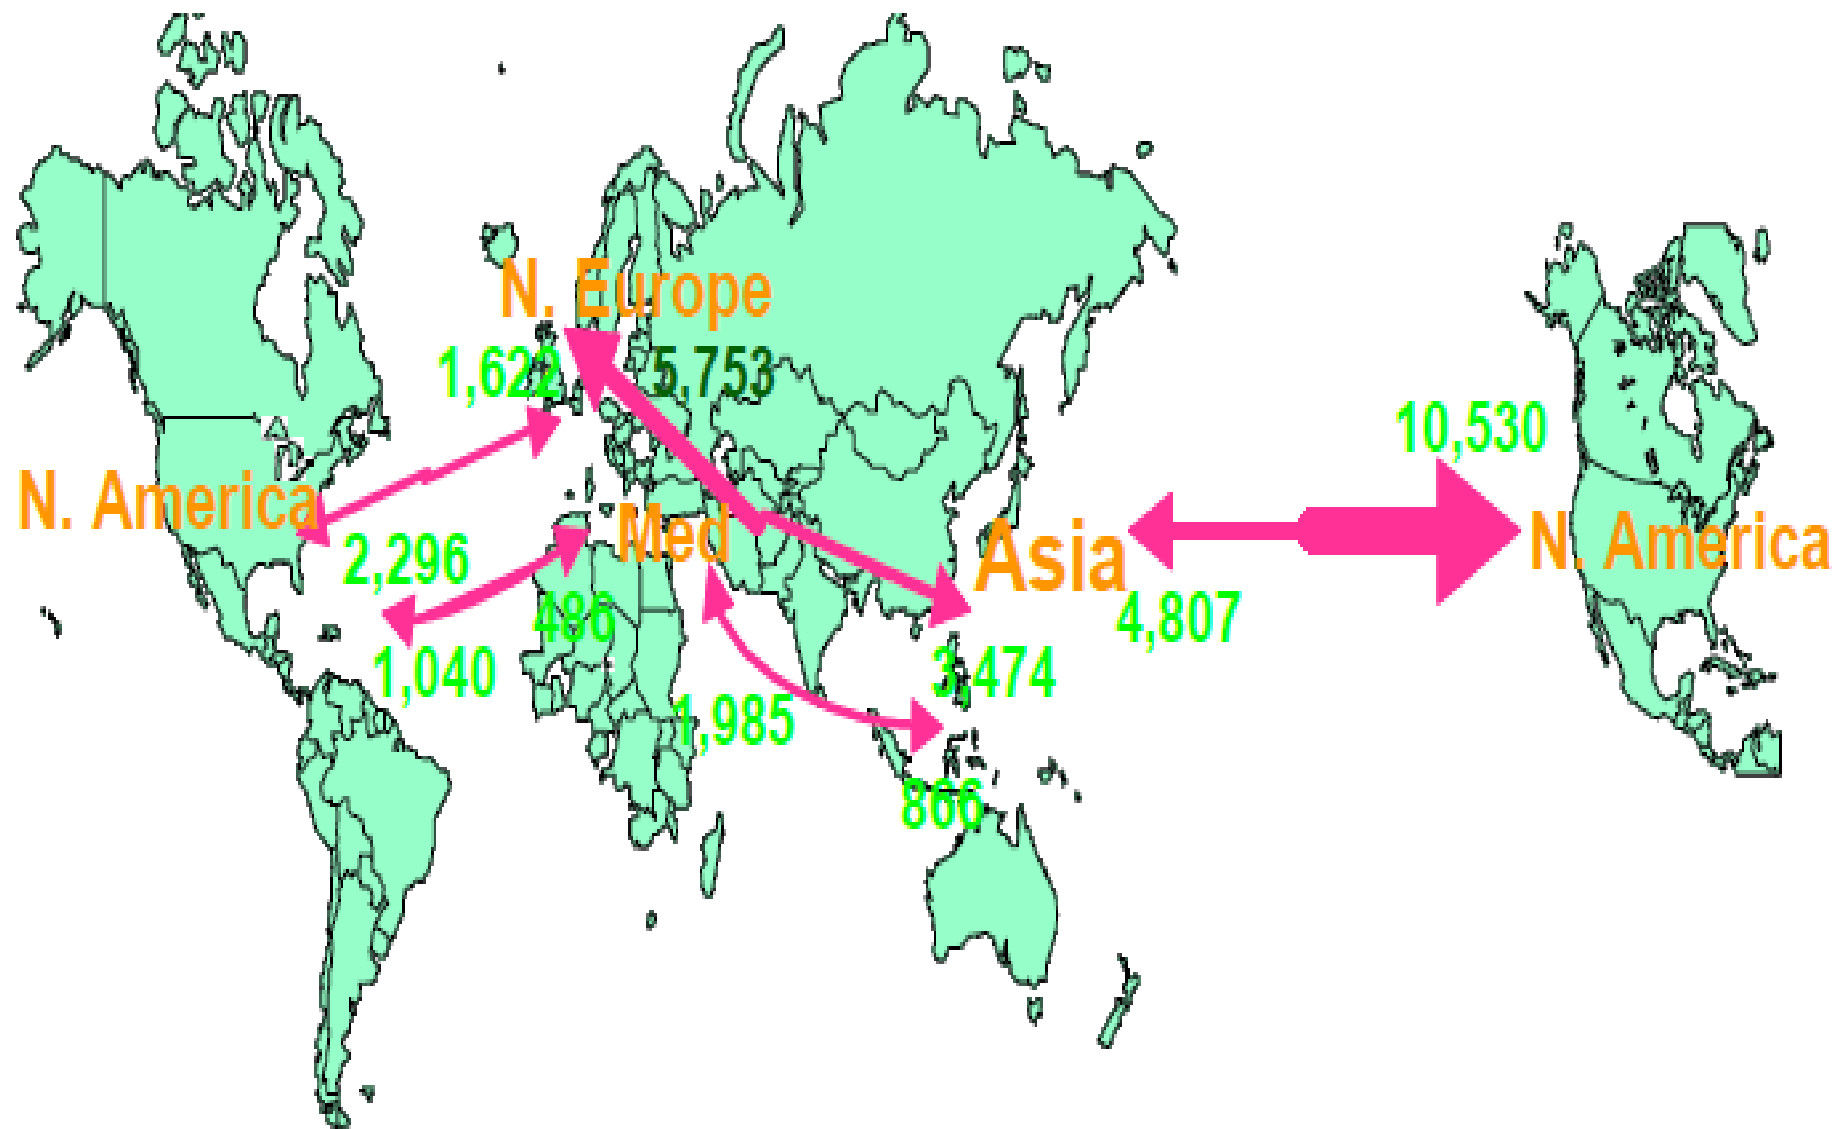 N. Europe
1,622
5,753
10,530
N. America
Med
Asia
N. America
2,296
486
4,807
1,040
3,474
1,985
866